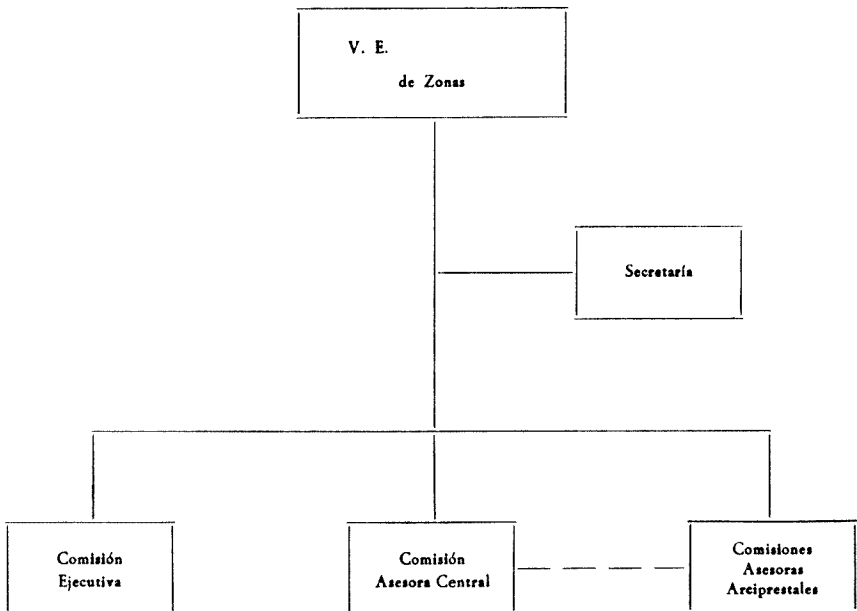 V. E.
de Zonas
Secretaría
Comisión
Ejecutiva
Comisión
Asesora Central
Comisiones
Asesoras
Arciprestales